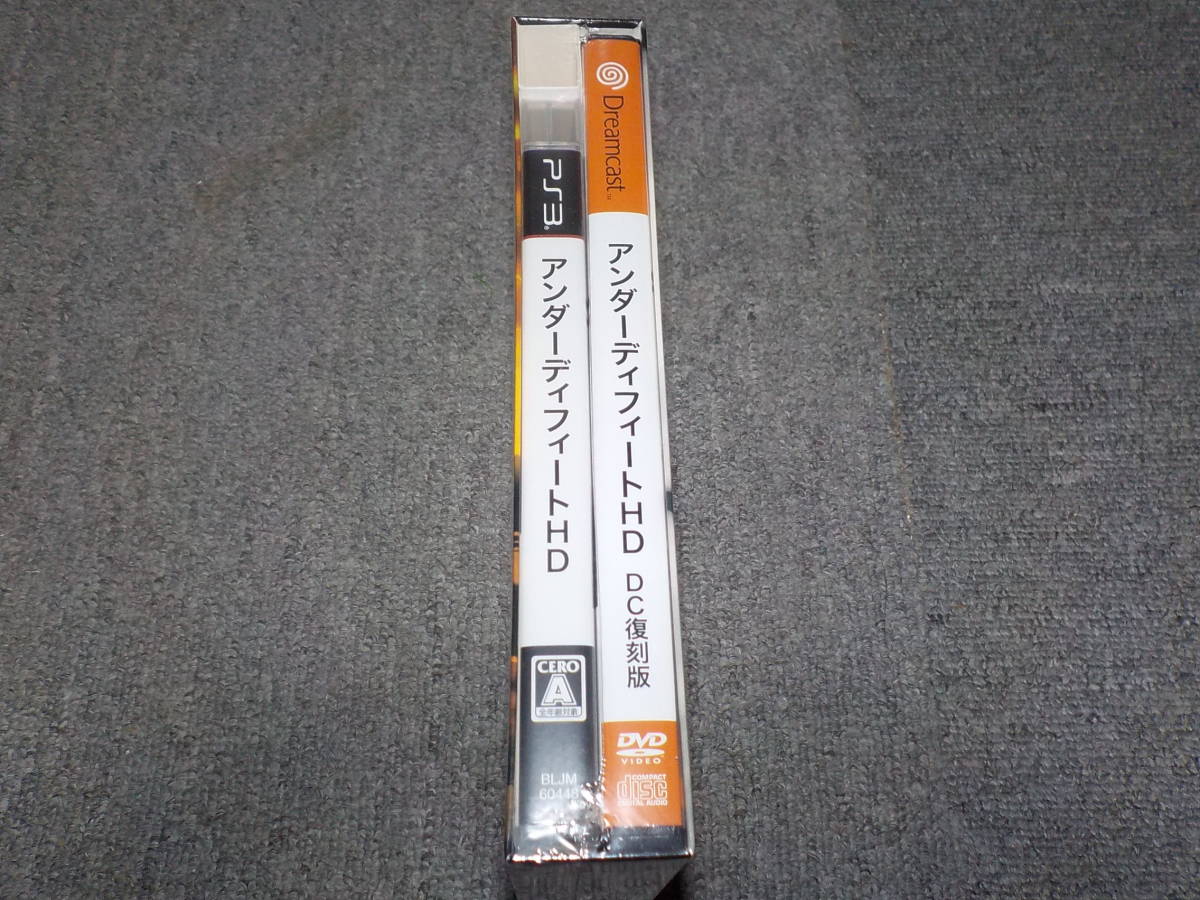 PS3®
アンダーディフィートHD
CERO
A
全年齢対象
BLJM
60448
Dreamcast™
アンダーディフィートHD DC復刻版
DVD
VIDEO
COMPACT
disc
DIGITAL AUDIO